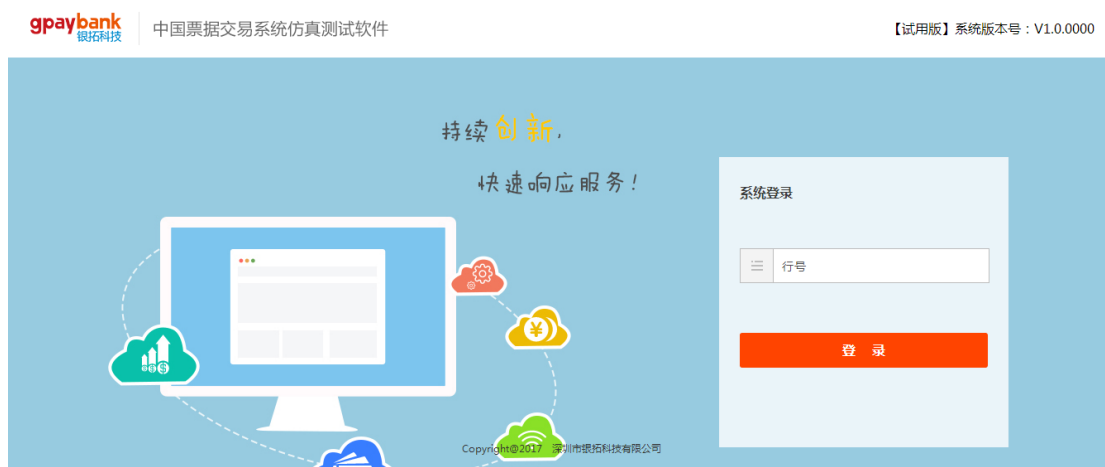 gpaybank
银拓科技
中国票据交易系统仿真测试软件
【试用版】系统版本号：V1.0.0000
持续创新,
快速响应服务！
系统登录
行号
登 录
Copyright@2017 深圳市银拓科技有限公司